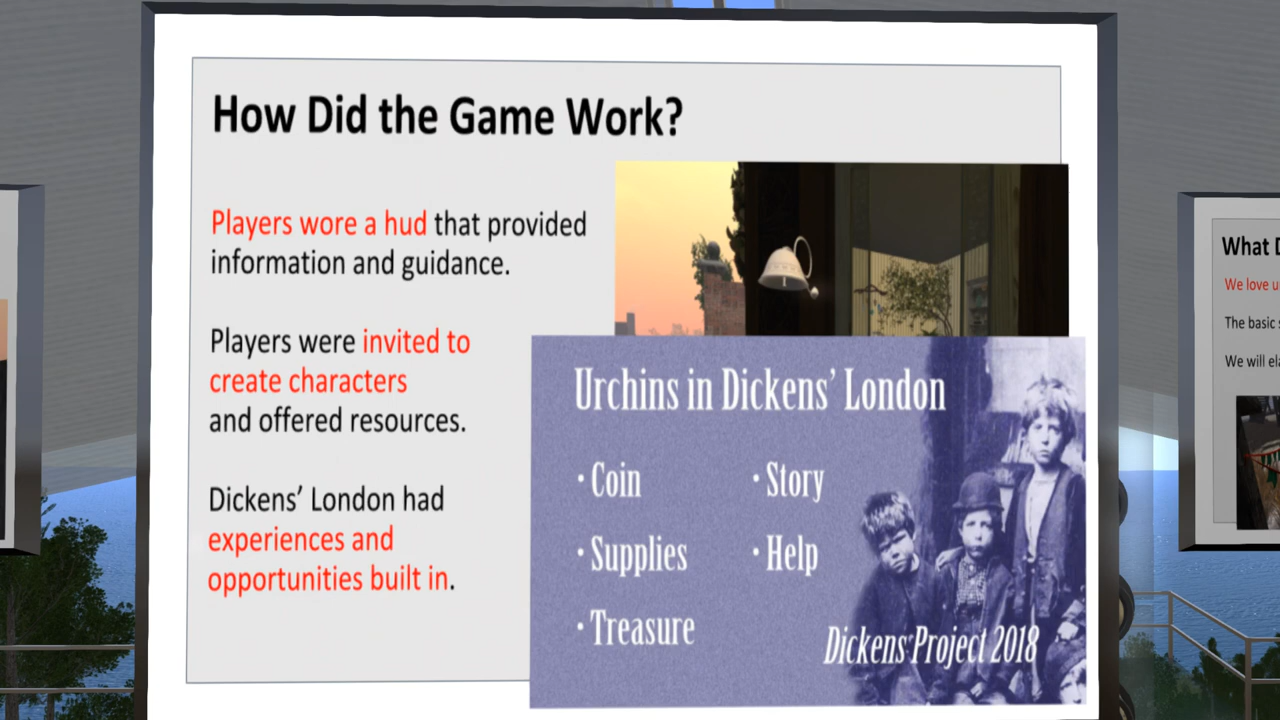 How Did the Game Work?
Players wore a hud that provided
information and guidance.
Players were invited to
create characters
and offered resources.
Dickens' London had
experiences and
opportunities built in.
Urchins in Dickens' London
· Coin
· Supplies
· Treasure
· Story
· Help
Dickens Project 2018
What
We love
The basic
We will